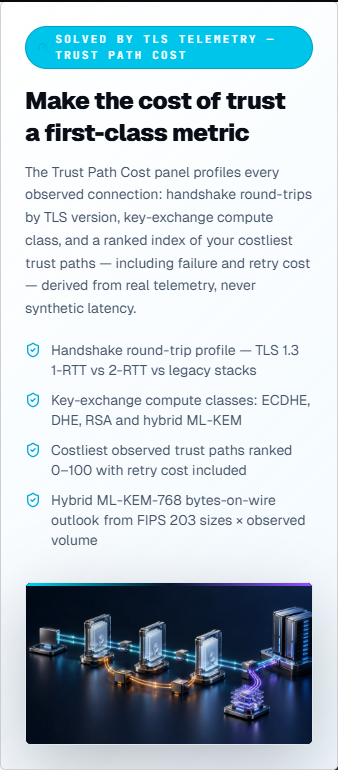 SOLVED BY TLS TELEMETRY —
TRUST PATH COST
Make the cost of trust
a first-class metric
The Trust Path Cost panel profiles every
observed connection: handshake round-trips
by TLS version, key-exchange compute
class, and a ranked index of your costliest
trust paths — including failure and retry cost
— derived from real telemetry, never
synthetic latency.
Handshake round-trip profile — TLS 1.3
1-RTT vs 2-RTT vs legacy stacks
Key-exchange compute classes: ECDHE,
DHE, RSA and hybrid ML-KEM
Costliest observed trust paths ranked
0–100 with retry cost included
Hybrid ML-KEM-768 bytes-on-wire
outlook from FIPS 203 sizes × observed
volume